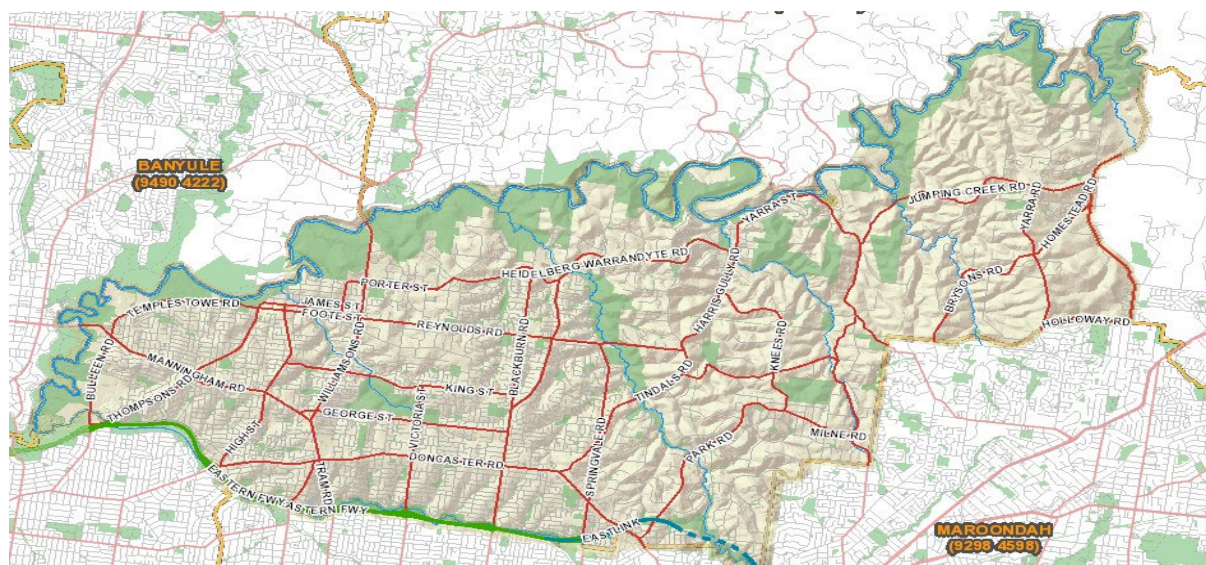 BANYULE
(9490 4222)
JUMPING CREEK RD
YARRA ST
YARRA RD
HOMESTEAD RD
HEIDELBERG-WARRANDYTE RD
PORTER ST
HARRIS GULLY RD
BRYSONS RD
TEMPLESTOWE RD
JAMES ST
FOOTE ST
REYNOLDS RD
HOLLOWAY RD
BULLEEN RD
MANNINGHAM RD
THOMPSONS RD
WILLIAMSONS RD
BLACKBURN RD
KNEES RD
TINDALS RD
KING ST
VICTORIA ST
GEORGE ST
HIGH ST
SPRINGVALE RD
PARK RD
MILNE RD
DONCASTER RD
TRAM RD
EASTERN FWY
ASTERN FWY
EASTLINK
MAROONDAH
(9298 4598)